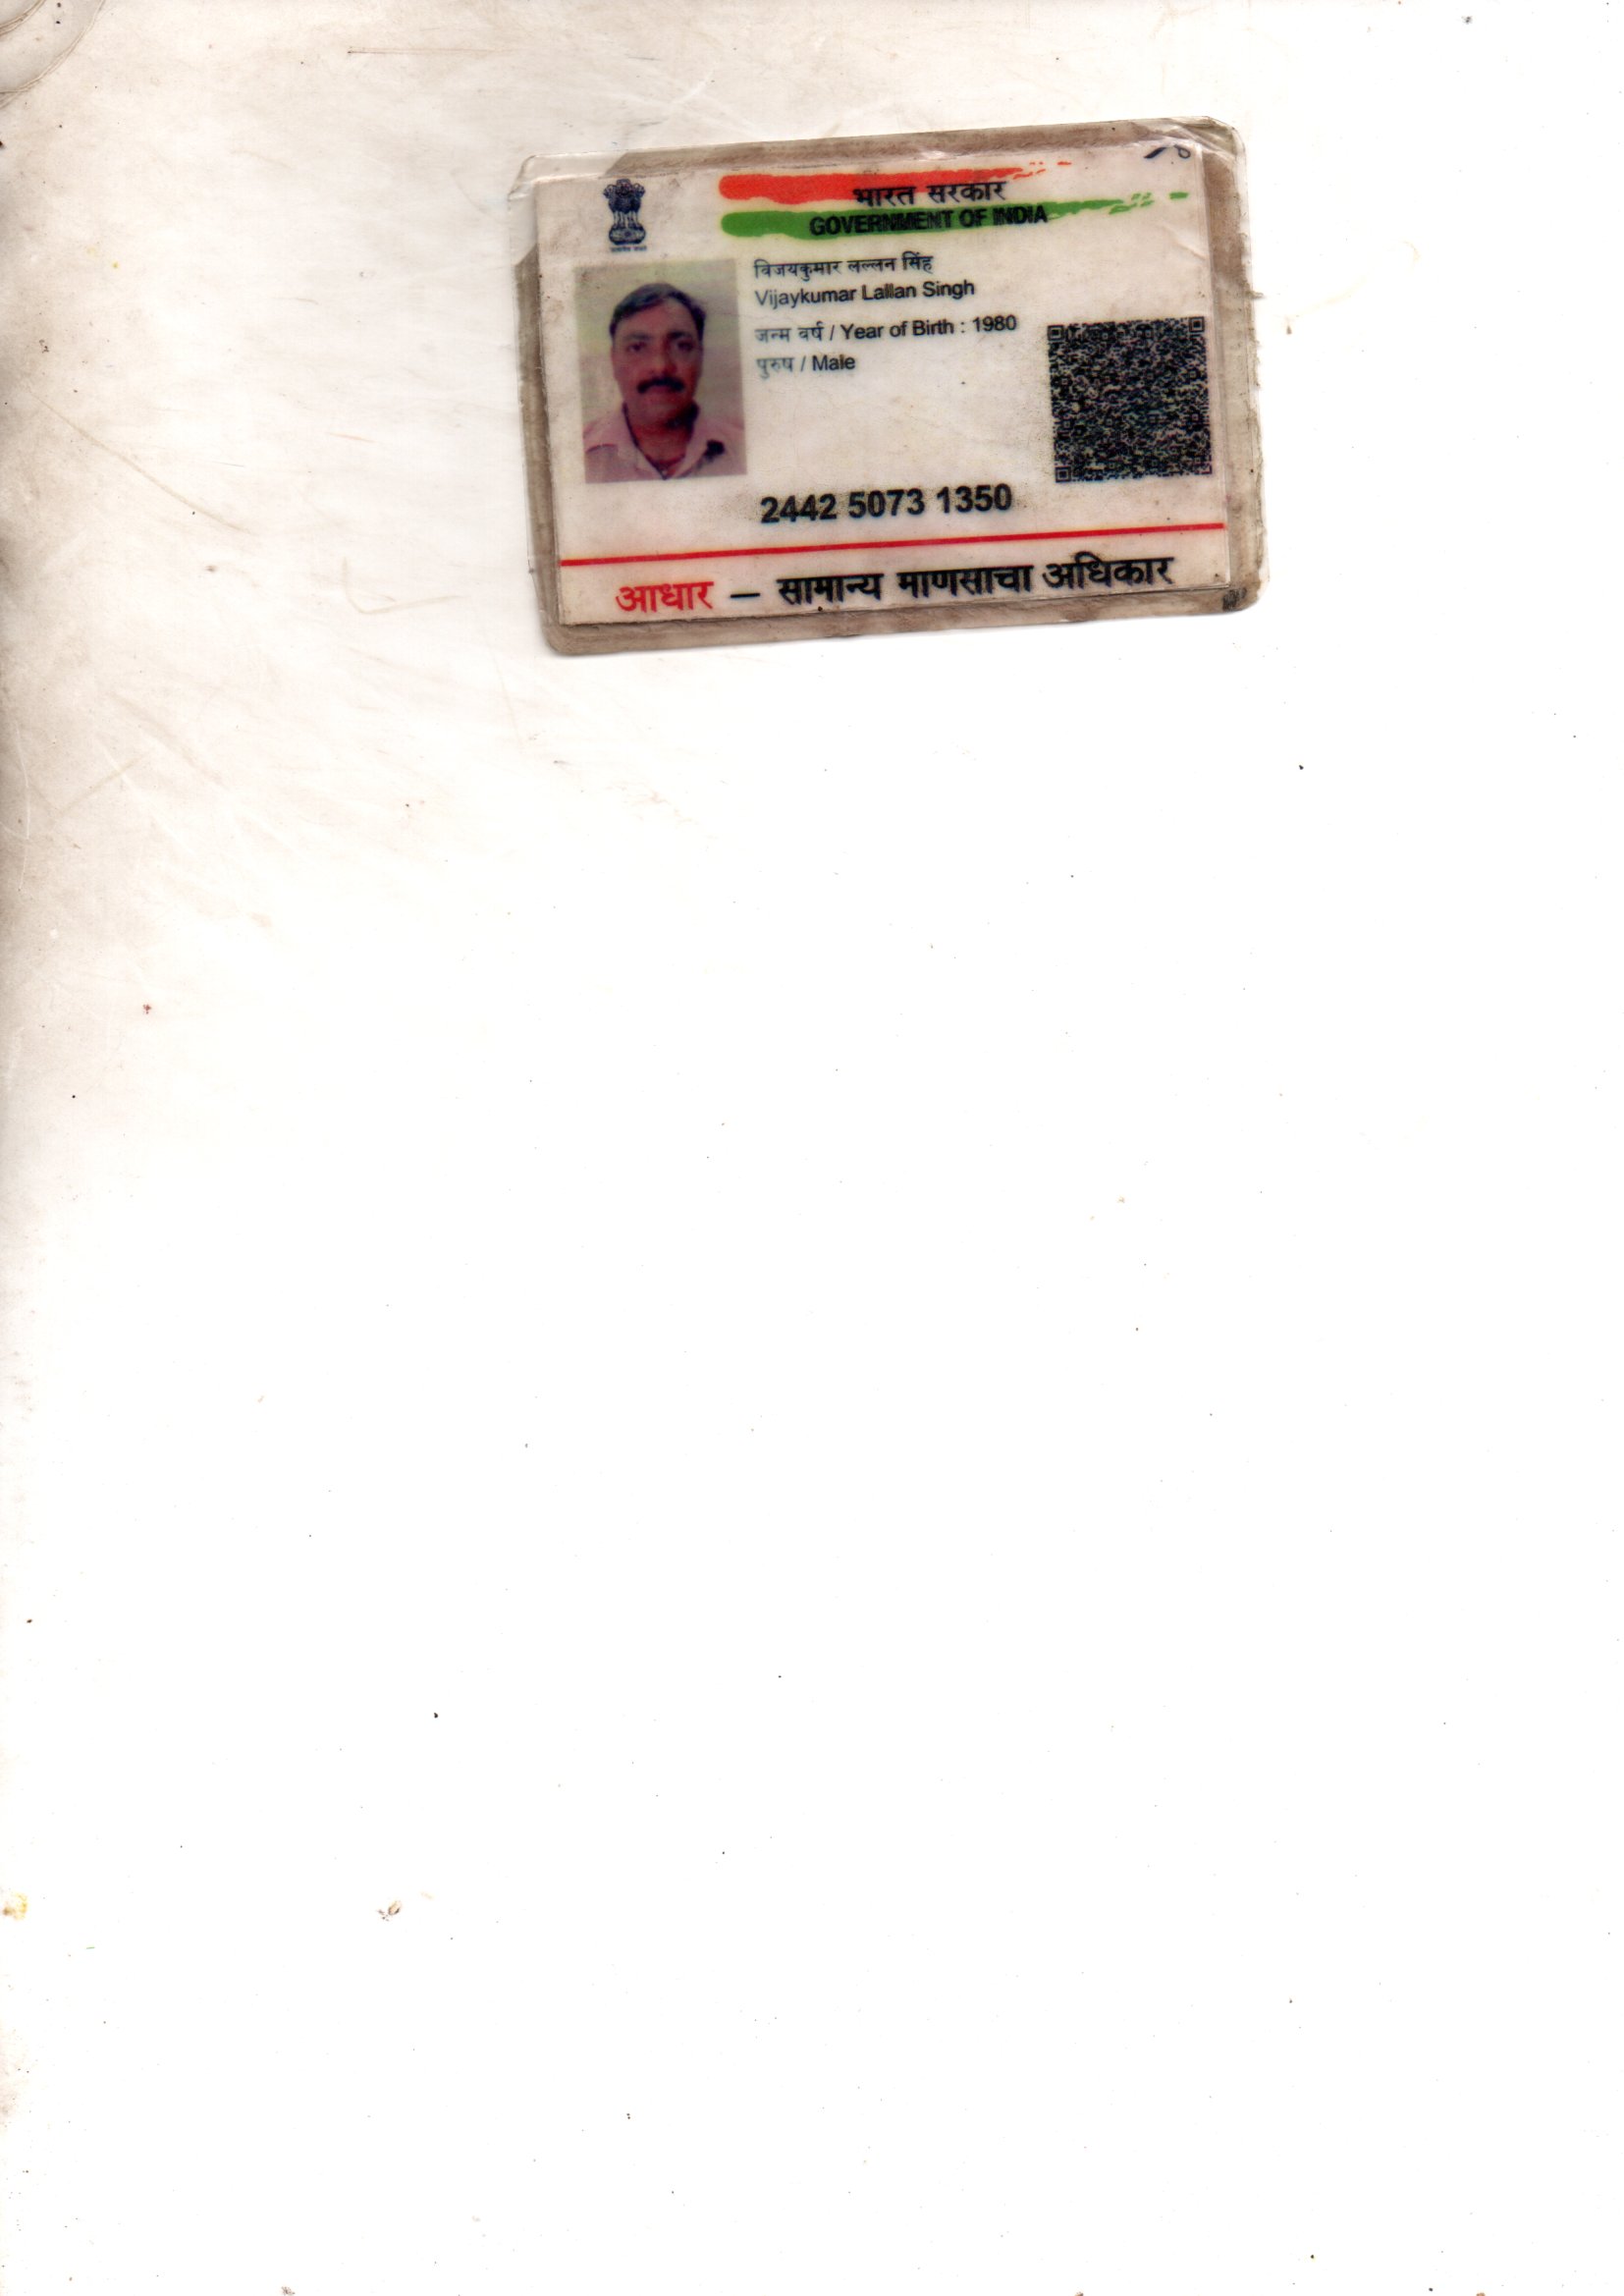 भारत सरकार
GOVERNMENT OF INDIA
विजयकुमार लल्लन सिंह
Vijaykumar Lallan Singh
जन्म वर्ष / Year of Birth : 1980
पुरुष / Male
2442 5073 1350
आधार — सामान्य माणसाचा अधिकार